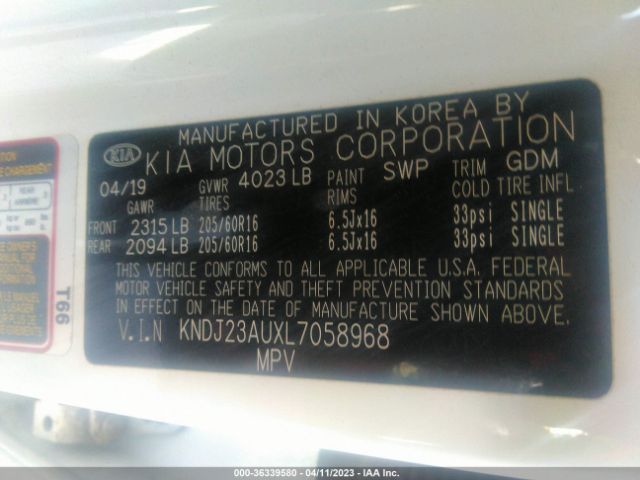 MANUFACTURED IN KOREA BY
KIA KIA MOTORS CORPORATION
04/19 GVWR 4023 LB PAINT SWP TRIM GDM
GAWR TIRES RIMS COLD TIRE INFL
FRONT 2315 LB 205/60R16 6.5Jx16 33psi SINGLE
REAR 2094 LB 205/60R16 6.5Jx16 33psi SINGLE
THIS VEHICLE CONFORMS TO ALL APPLICABLE U.S.A. FEDERAL
MOTOR VEHICLE SAFETY AND THEFT PREVENTION STANDARDS
IN EFFECT ON THE DATE OF MANUFACTURE SHOWN ABOVE.
V.I.N KNDJ23AUXL7058968
MPV
T66
000-36339580 - 04/11/2023 - IAA Inc.